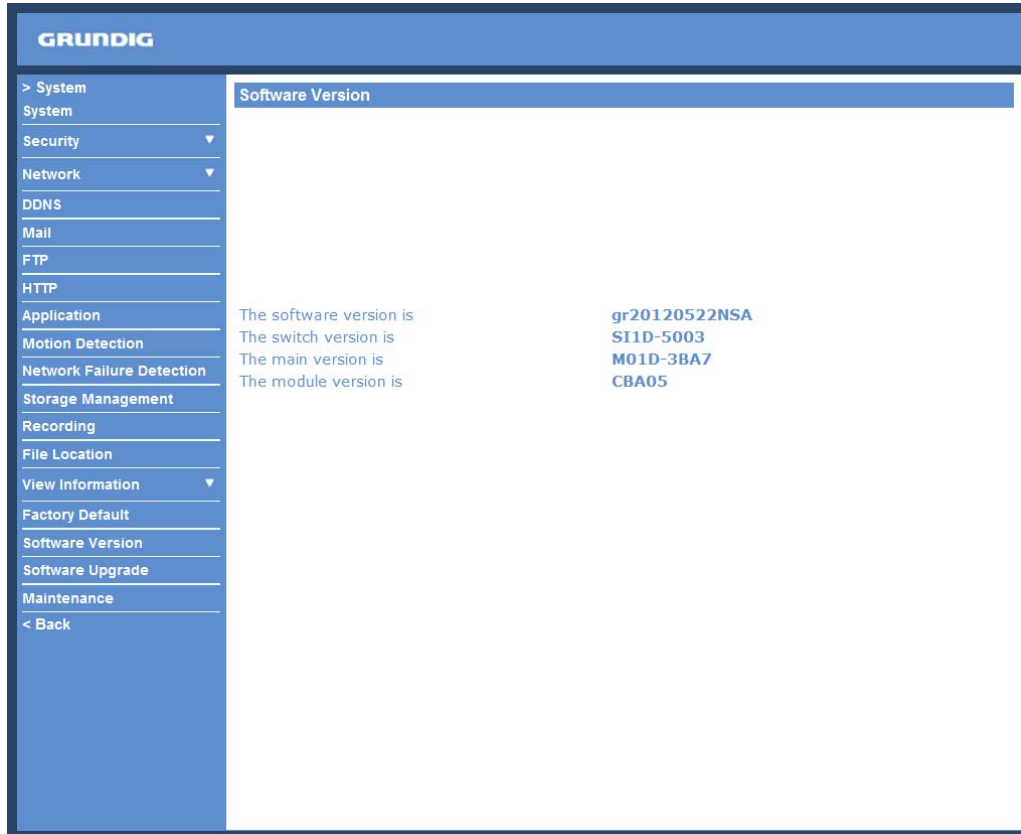 GRUNDIG
> System
System
Security
Network
DDNS
Mail
FTP
HTTP
Application
Motion Detection
Network Failure Detection
Storage Management
Recording
File Location
View Information
Factory Default
Software Version
Software Upgrade
Maintenance
< Back
Software Version
The software version is gr20120522NSA
The switch version is SI1D-5003
The main version is M01D-3BA7
The module version is CBA05